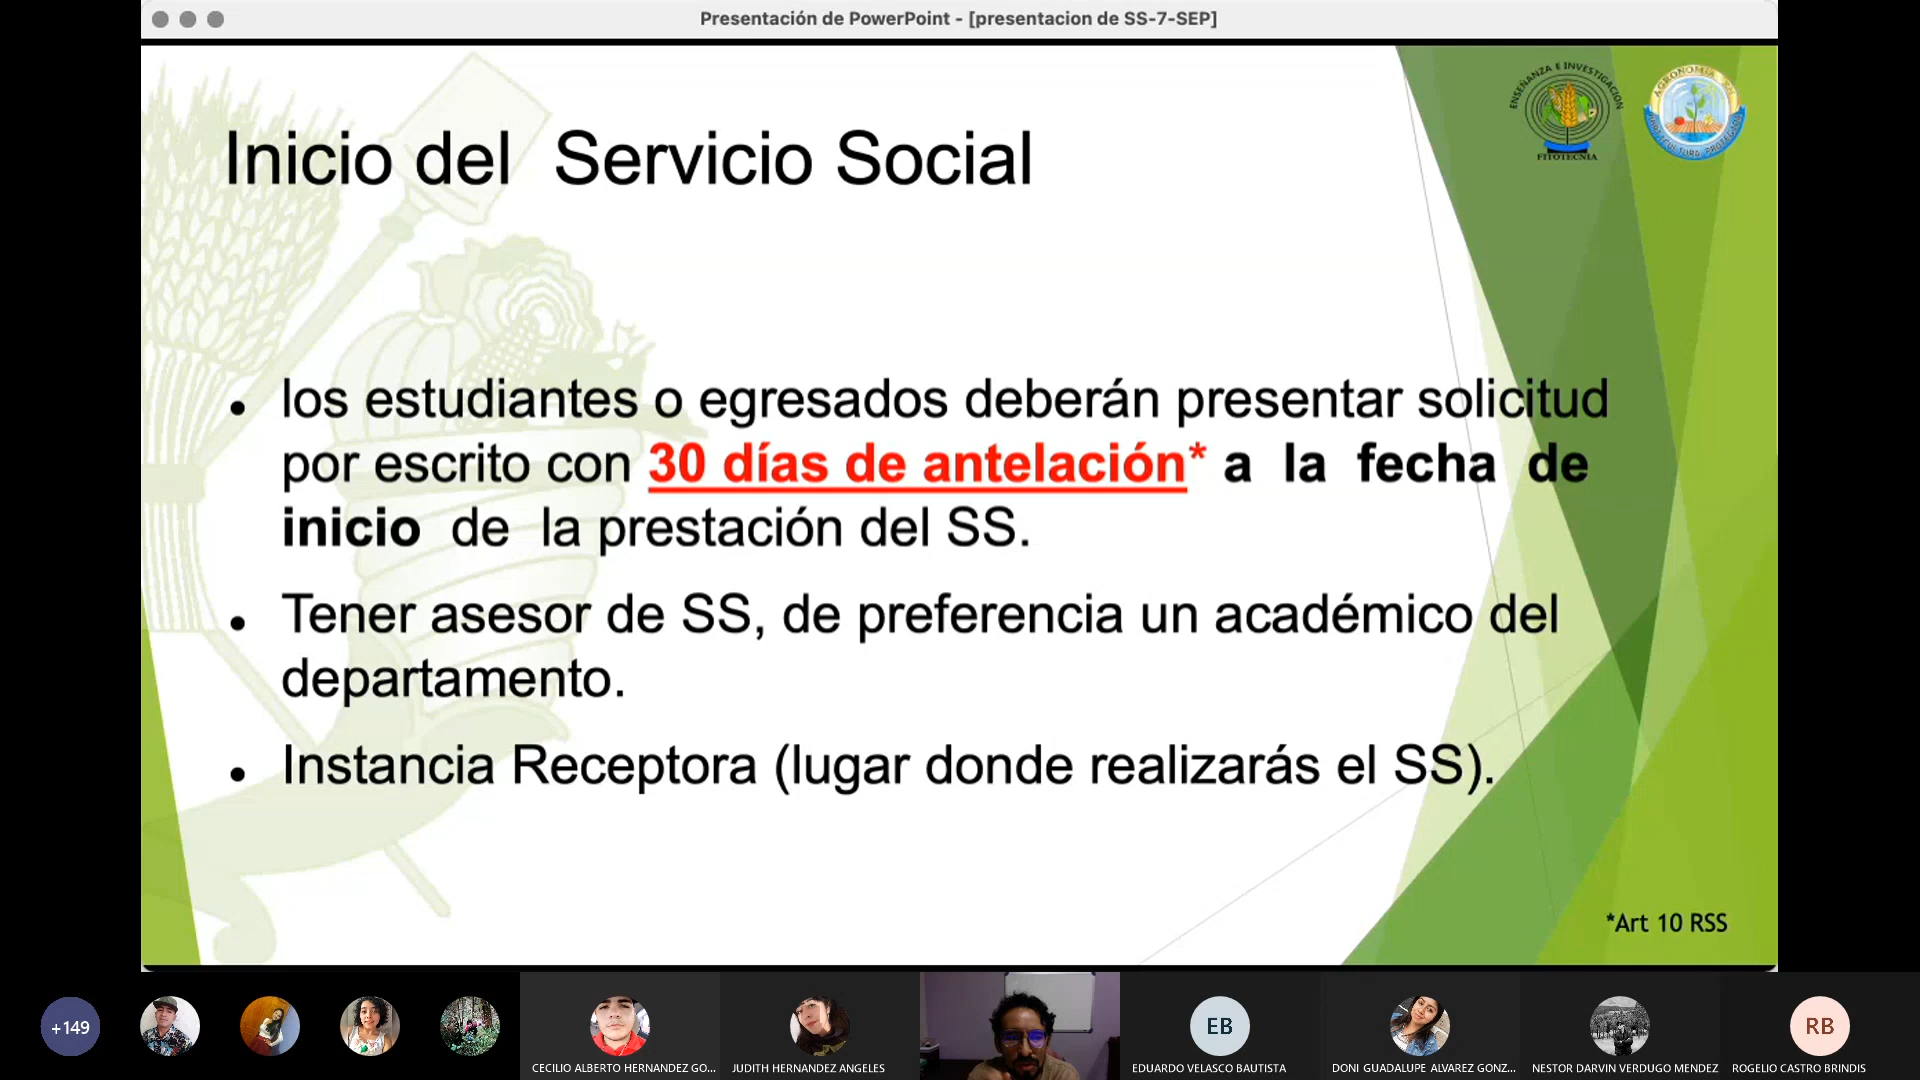 Presentación de PowerPoint - [presentacion de SS-7-SEP]
ENSEÑANZA E INVESTIGACION
FITOTECNIA
Inicio del  Servicio Social
los estudiantes o egresados deberán presentar solicitud
por escrito con 30 días de antelación* a la fecha de
inicio de la prestación del SS.
Tener asesor de SS, de preferencia un académico del
departamento.
Instancia Receptora (lugar donde realizarás el SS).
*Art 10 RSS
+149
CECILIO ALBERTO HERNANDEZ GO...
JUDITH HERNANDEZ ANGELES
EB
EDUARDO VELASCO BAUTISTA
DONI GUADALUPE ALVAREZ GONZ...
NESTOR DARVIN VERDUGO MENDEZ
RB
ROGELIO CASTRO BRINDIS